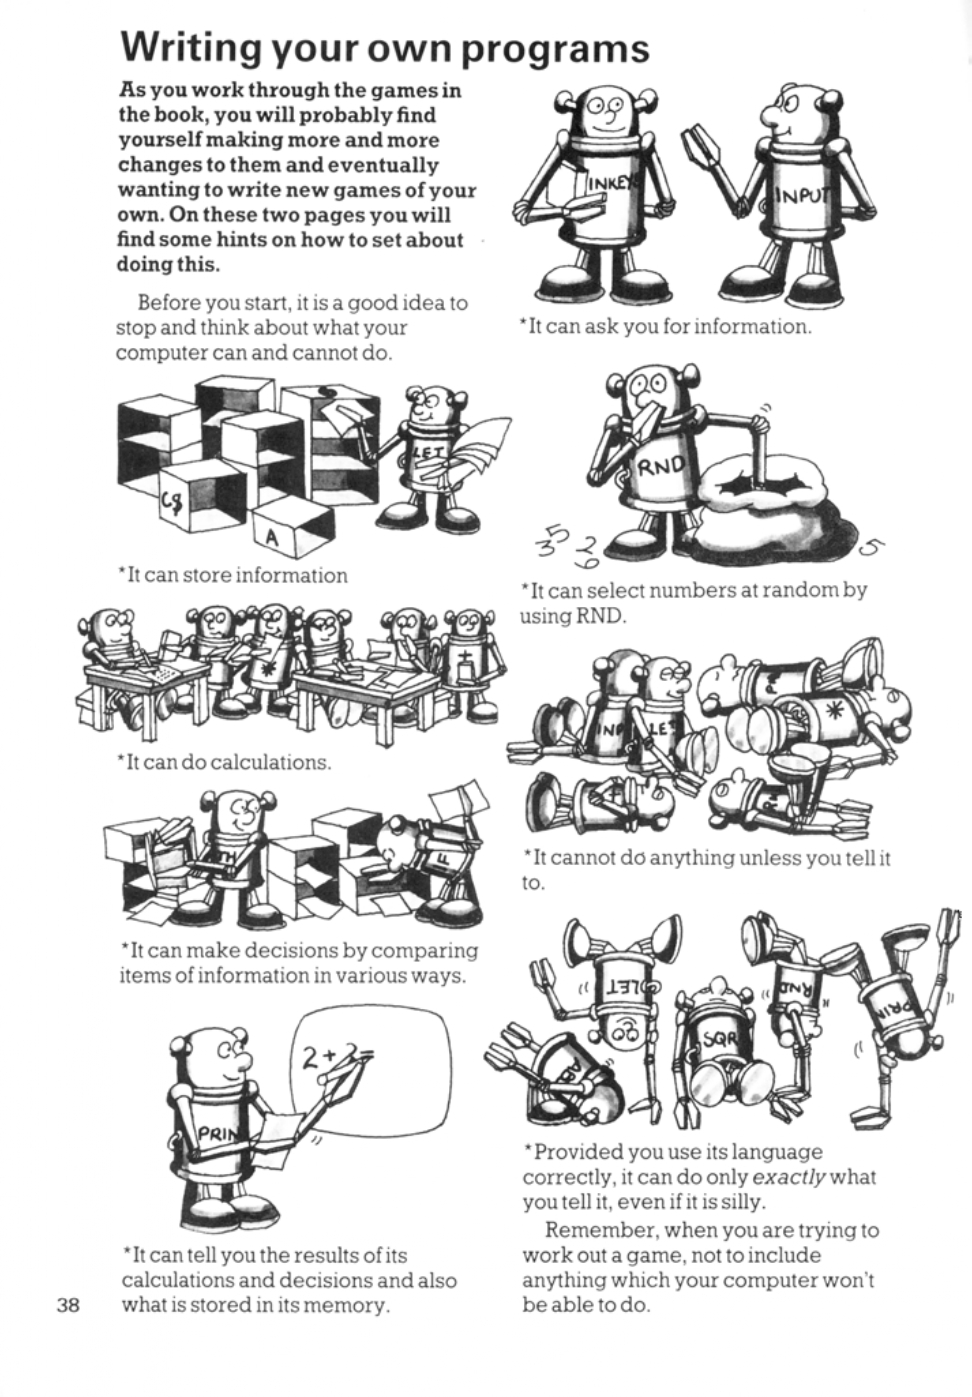 Writing your own programs
As you work through the games in
the book, you will probably find
yourself making more and more
changes to them and eventually
wanting to write new games of your
own. On these two pages you will
find some hints on how to set about
doing this.
Before you start, it is a good idea to
stop and think about what your
computer can and cannot do.
LET
C$
A
*It can store information
*
+
*It can do calculations.
*It can make decisions by comparing
items of information in various ways.
2+2=
PRIN
*It can tell you the results of its
calculations and decisions and also
what is stored in its memory.
38
INKEY
INPUT
*It can ask you for information.
RND
5
3
2
6
5
*It can select numbers at random by
using RND.
INP
LET
*
*It cannot do anything unless you tell it
to.
LET
RND
PRIN
SQR
ABS
*Provided you use its language
correctly, it can do only exactly what
you tell it, even if it is silly.
Remember, when you are trying to
work out a game, not to include
anything which your computer won't
be able to do.